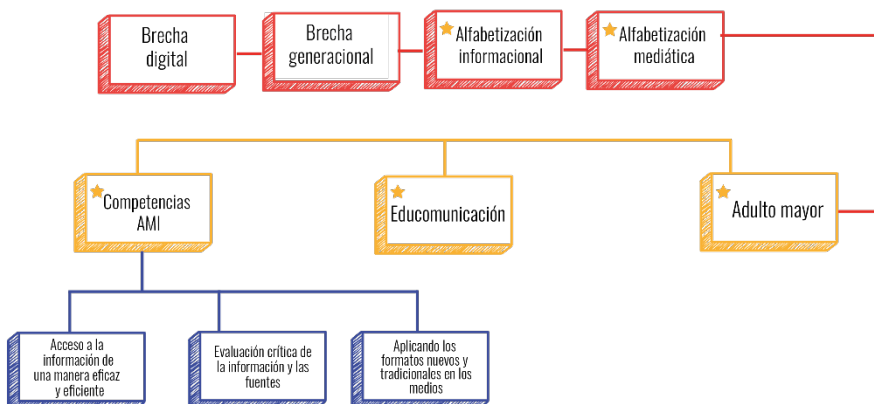 Brecha
digital
Brecha
generacional
Alfabetización
informacional
Alfabetización
mediática
Competencias
AMI
Educomunicación
Adulto mayor
Acceso a la
información de
una manera eficaz
y eficiente
Evaluación crítica de
la información y las
fuentes
Aplicando los
formatos nuevos y
tradicionales en los
medios